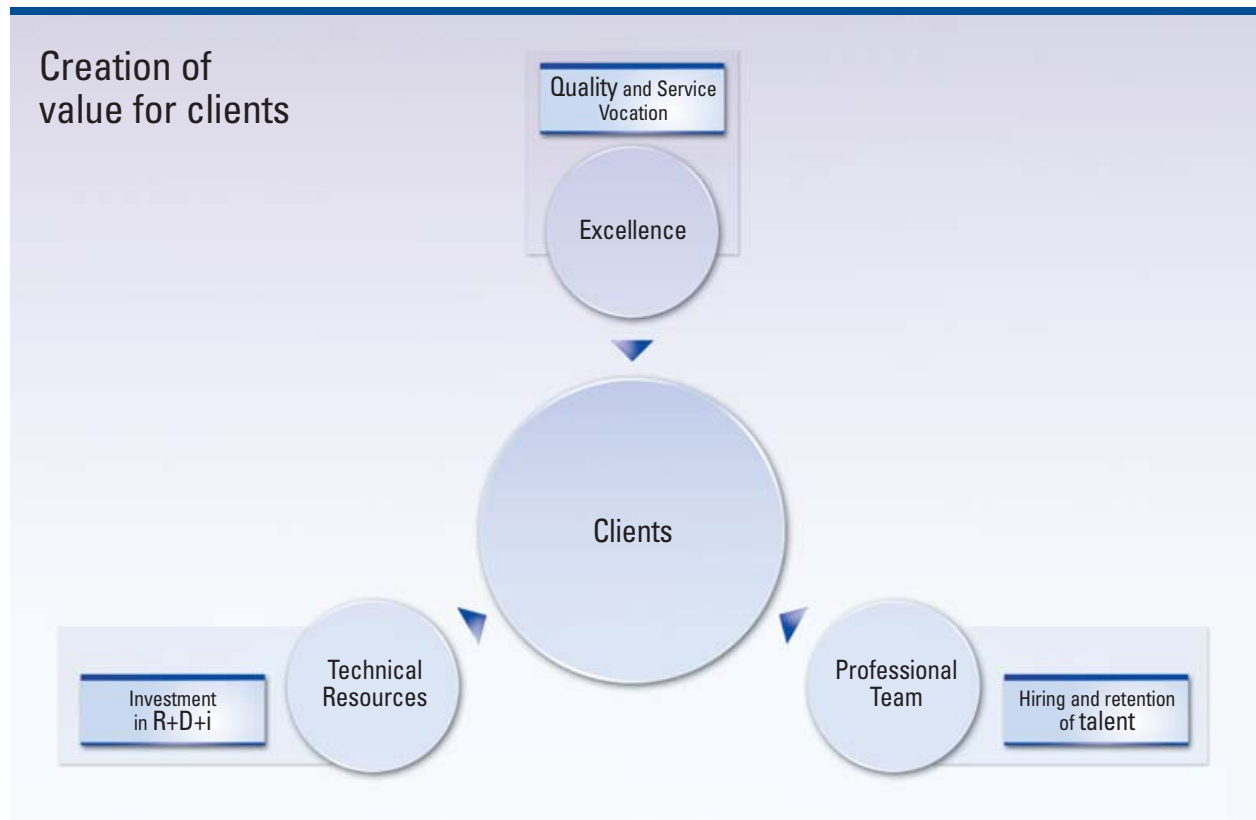 Creation of
value for clients
Quality and Service
Vocation
Excellence
Clients
Technical
Resources
Investment
in R+D+i
Professional
Team
Hiring and retention
of talent